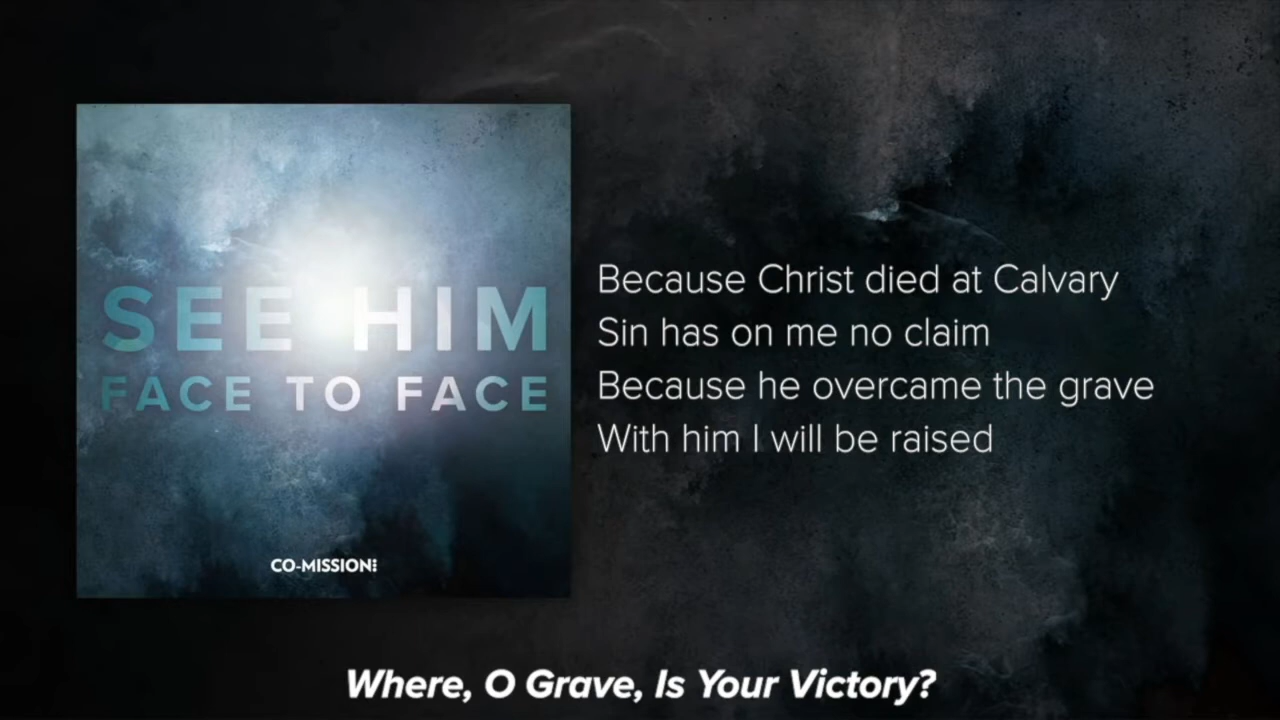 SEE HIM
FACE TO FACE
CO-MISSION
Because Christ died at Calvary
Sin has on me no claim
Because he overcame the grave
With him I will be raised
Where, O Grave, Is Your Victory?